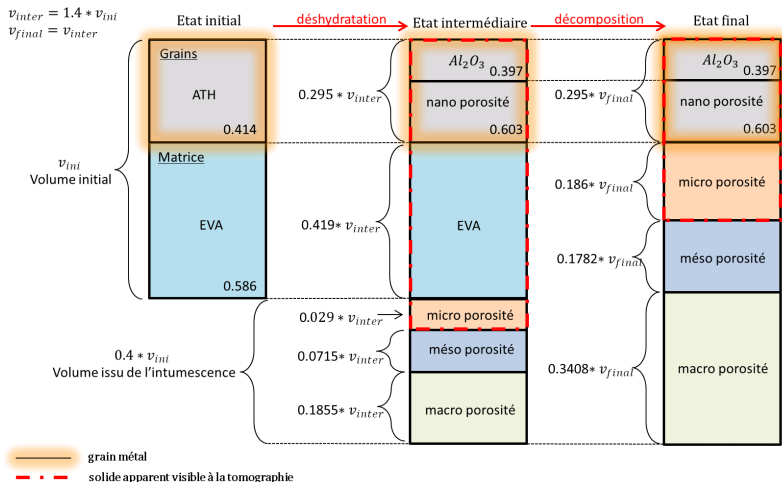 v_inter = 1.4 * v_ini
v_final = v_inter
Etat initial
déshydratation
Etat intermédiaire
décomposition
Etat final
Grains
ATH
0.414
Matrice
EVA
0.586
v_ini
Volume initial
0.4 * v_ini
Volume issu de l'intumescence
0.295 * v_inter
0.419* v_inter
0.029 * v_inter
0.0715* v_inter
0.1855* v_inter
Al₂O₃
0.397
nano porosité
0.603
EVA
micro porosité
méso porosité
macro porosité
0.295* v_final
0.186* v_final
0.1782* v_final
0.3408* v_final
Al₂O₃
0.397
nano porosité
0.603
micro porosité
méso porosité
macro porosité
grain métal
solide apparent visible à la tomographie